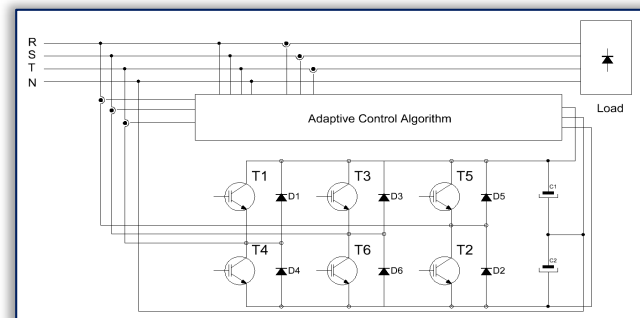 R
S
T
N
Load
Adaptive Control Algorithm
T1 D1 T3 D3 T5 D5 C1
T4 D4 T6 D6 T2 D2 C2